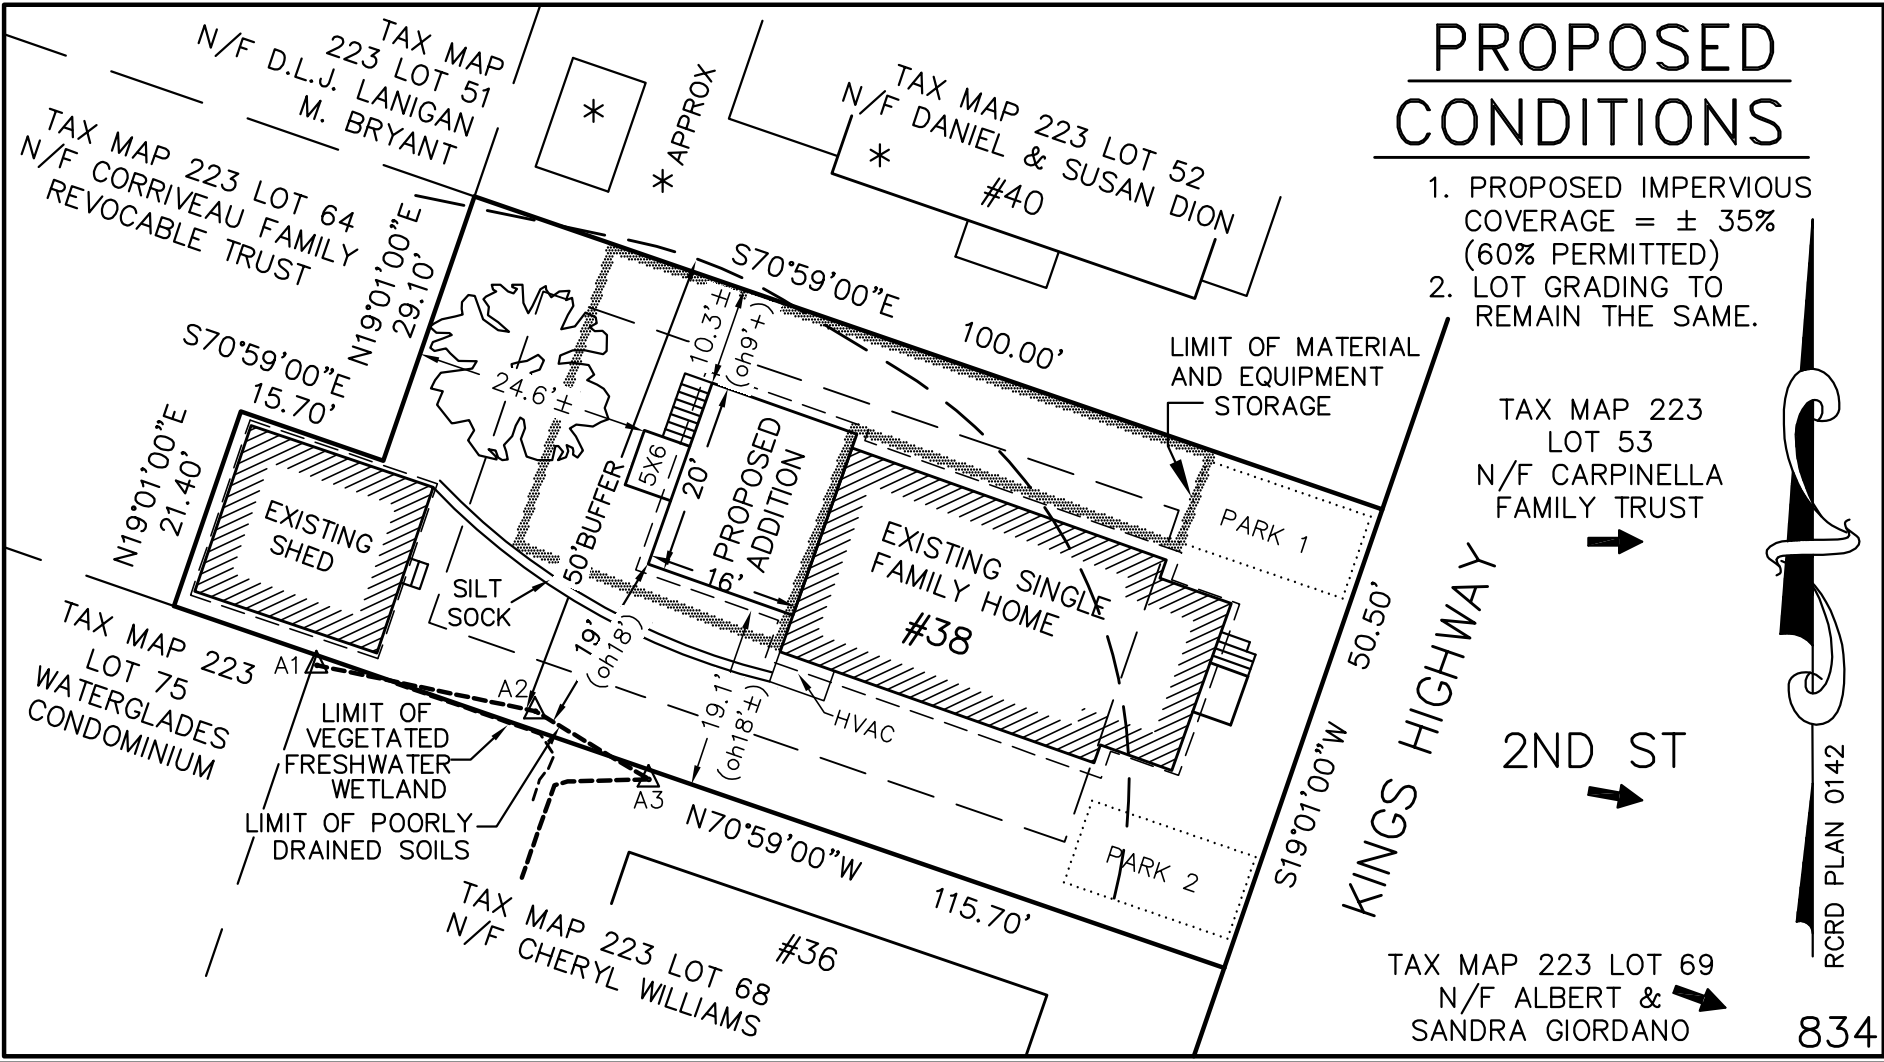 PROPOSED
CONDITIONS
1. PROPOSED IMPERVIOUS
COVERAGE = ± 35%
(60% PERMITTED)
2. LOT GRADING TO
REMAIN THE SAME.
TAX MAP
223 LOT 51
N/F D.L.J. LANIGAN
M. BRYANT
TAX MAP 223 LOT 64
N/F CORRIVEAU FAMILY
REVOCABLE TRUST
*
* APPROX
TAX MAP 223 LOT 52
N/F DANIEL & SUSAN DION
*
#40
N19°01'00"E
29.10'
S70°59'00"E
15.70'
N19°01'00"E
21.40'
S70°59'00"E
100.00'
LIMIT OF MATERIAL
AND EQUIPMENT
STORAGE
TAX MAP 223
LOT 53
N/F CARPINELLA
FAMILY TRUST
10.3'±
(oh9'+)
24.6'±
5X6
20'
16'
PROPOSED
ADDITION
50'BUFFER
EXISTING
SHED
SILT
SOCK
EXISTING SINGLE
FAMILY HOME
#38
PARK 1
19'
(oh18')
19.1'
(oh18'±)
HVAC
A1
A2
A3
TAX MAP 223
LOT 75
WATERGLADES
CONDOMINIUM
LIMIT OF
VEGETATED
FRESHWATER
WETLAND
LIMIT OF POORLY
DRAINED SOILS
N70°59'00"W
115.70'
PARK 2
50.50'
S19°01'00"W
KINGS HIGHWAY
2ND ST
TAX MAP 223 LOT 68
N/F CHERYL WILLIAMS
#36
TAX MAP 223 LOT 69
N/F ALBERT &
SANDRA GIORDANO
RCRD PLAN 0142
834